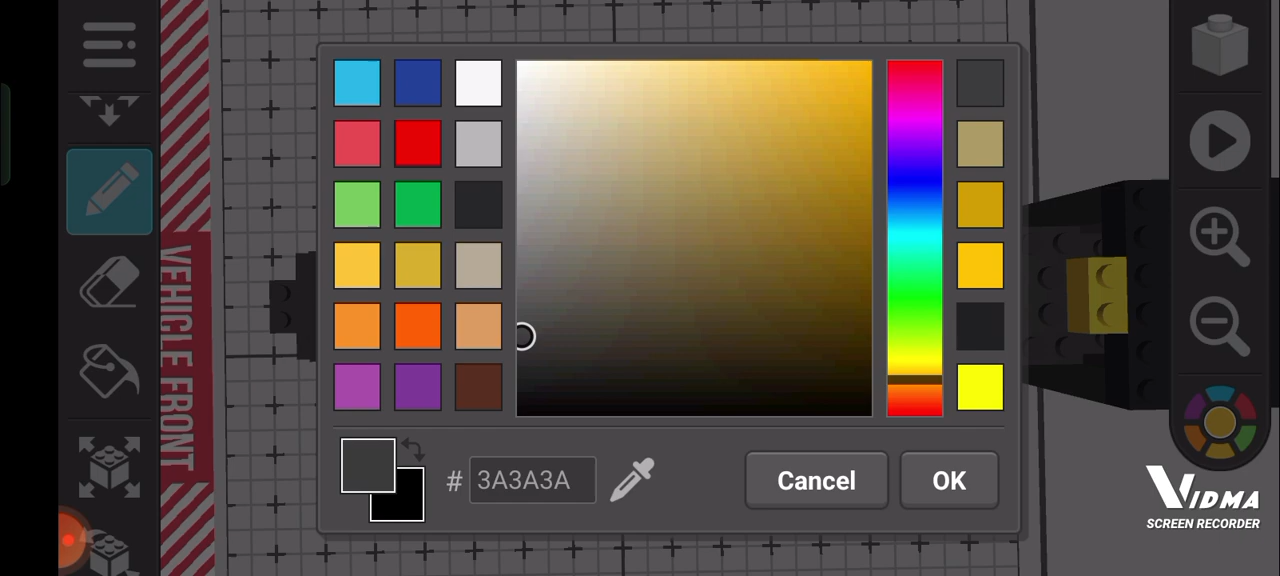 VEHICLE FRONT
# 3A3A3A
Cancel
OK
VIDMA
SCREEN RECORDER